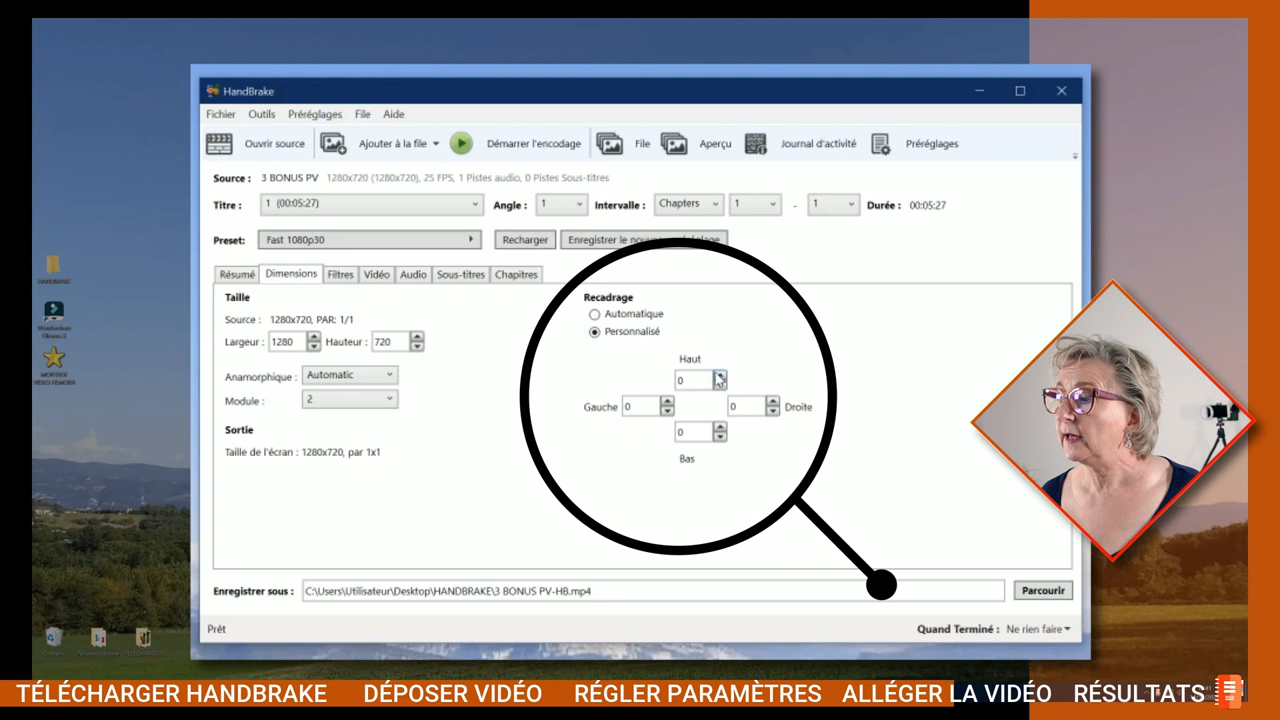 HandBrake
Fichier Outils Préréglages File Aide
Ouvrir source Ajouter à la file Démarrer l'encodage File Aperçu Journal d'activité Préréglages
Source : 3 BONUS PV 1280x720 (1280x720), 25 FPS, 1 Pistes audio, 0 Pistes Sous-titres
Titre : 1 (00:05:27) Angle : 1 Intervalle : Chapters 1 - 1 Durée : 00:05:27
Preset: Fast 1080p30 Recharger Enregistrer le nouveau préréglage
Résumé Dimensions Filtres Vidéo Audio Sous-titres Chapitres
Taille
Source : 1280x720, PAR: 1/1
Largeur : 1280 Hauteur : 720
Anamorphique : Automatic
Module : 2
Sortie
Taille de l'écran : 1280x720, par 1x1
Recadrage
Automatique
Personnalisé
Haut
0
Gauche 0 0 Droite
0
Bas
Enregistrer sous : C:\Users\Utilisateur\Desktop\HANDBRAKE\3 BONUS PV-HB.mp4 Parcourir
Prêt Quand Terminé : Ne rien faire
TÉLÉCHARGER HANDBRAKE DÉPOSER VIDÉO RÉGLER PARAMÈTRES ALLÉGER LA VIDÉO RÉSULTATS